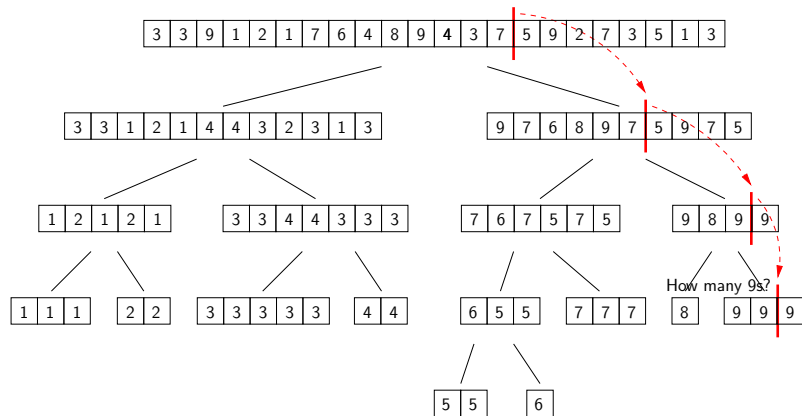 3 3 9 1 2 1 7 6 4 8 9 4 3 7 5 9 2 7 3 5 1 3
3 3 1 2 1 4 4 3 2 3 1 3
9 7 6 8 9 7 5 9 7 5
1 2 1 2 1
3 3 4 4 3 3 3
7 6 7 5 7 5
9 8 9 9
How many 9s?
1 1 1
2 2
3 3 3 3 3
4 4
6 5 5
7 7 7
8
9 9 9
5 5
6